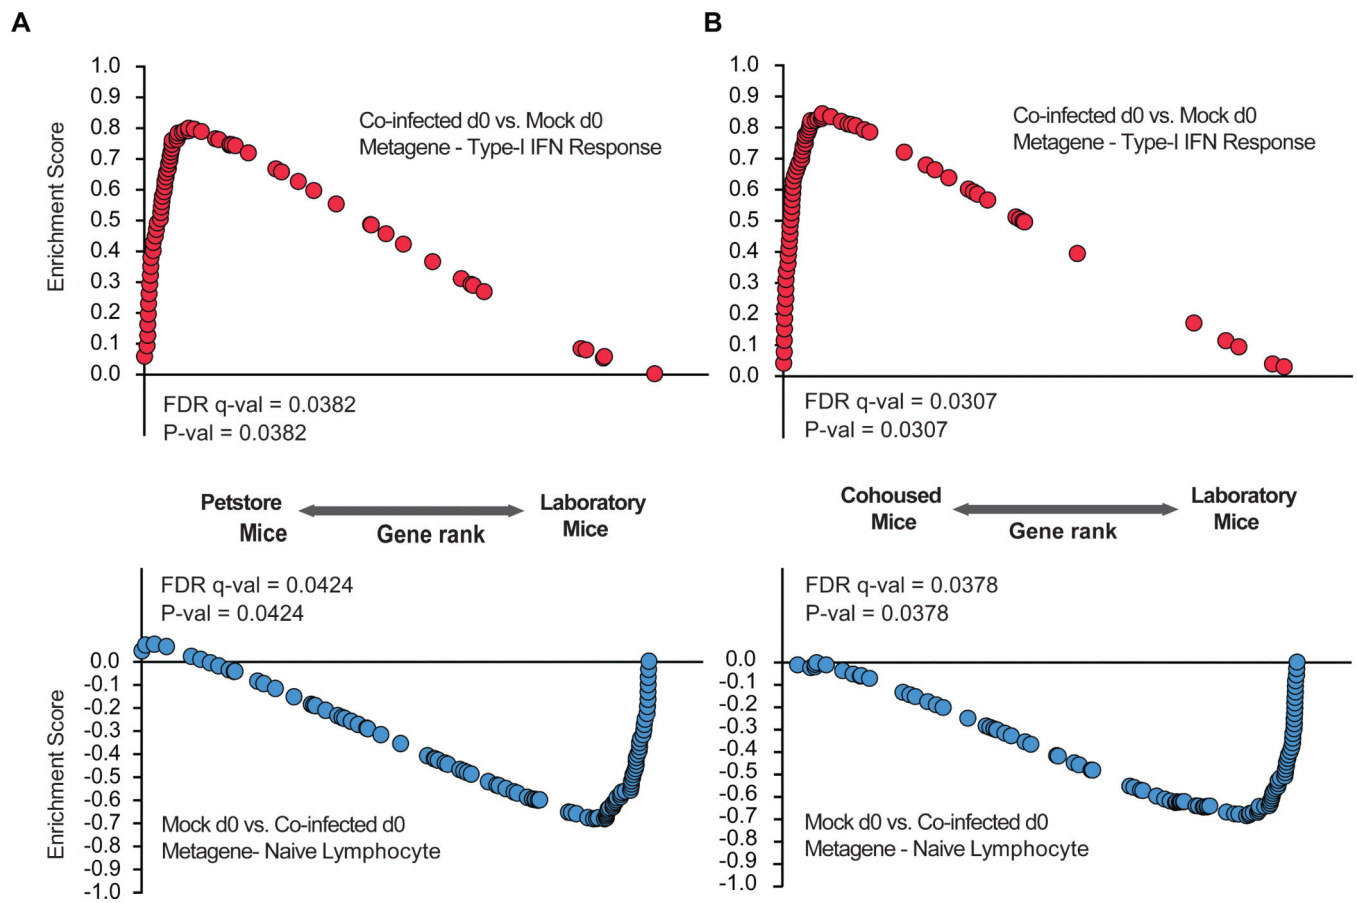 A
Enrichment Score
1.0
0.9
0.8
0.7
0.6
0.5
0.4
0.3
0.2
0.1
0.0
Co-infected d0 vs. Mock d0
Metagene - Type-I IFN Response
FDR q-val = 0.0382
P-val = 0.0382
Petstore
Mice
Gene rank
Laboratory
Mice
FDR q-val = 0.0424
P-val = 0.0424
Enrichment Score
0.0
-0.1
-0.2
-0.3
-0.4
-0.5
-0.6
-0.7
-0.8
-0.9
-1.0
Mock d0 vs. Co-infected d0
Metagene- Naive Lymphocyte
B
1.0
0.9
0.8
0.7
0.6
0.5
0.4
0.3
0.2
0.1
0.0
Co-infected d0 vs. Mock d0
Metagene - Type-I IFN Response
FDR q-val = 0.0307
P-val = 0.0307
Cohoused
Mice
Gene rank
Laboratory
Mice
FDR q-val = 0.0378
P-val = 0.0378
0.0
-0.1
-0.2
-0.3
-0.4
-0.5
-0.6
-0.7
-0.8
-0.9
-1.0
Mock d0 vs. Co-infected d0
Metagene - Naive Lymphocyte